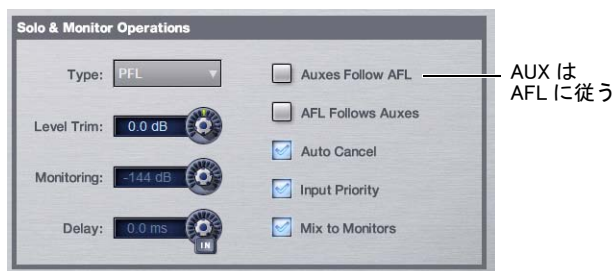 Solo & Monitor Operations
Type: PFL
Level Trim: 0.0 dB
Monitoring: -144 dB
Delay: 0.0 ms
IN
Auxes Follow AFL
AFL Follows Auxes
Auto Cancel
Input Priority
Mix to Monitors
AUX は
AFL に従う